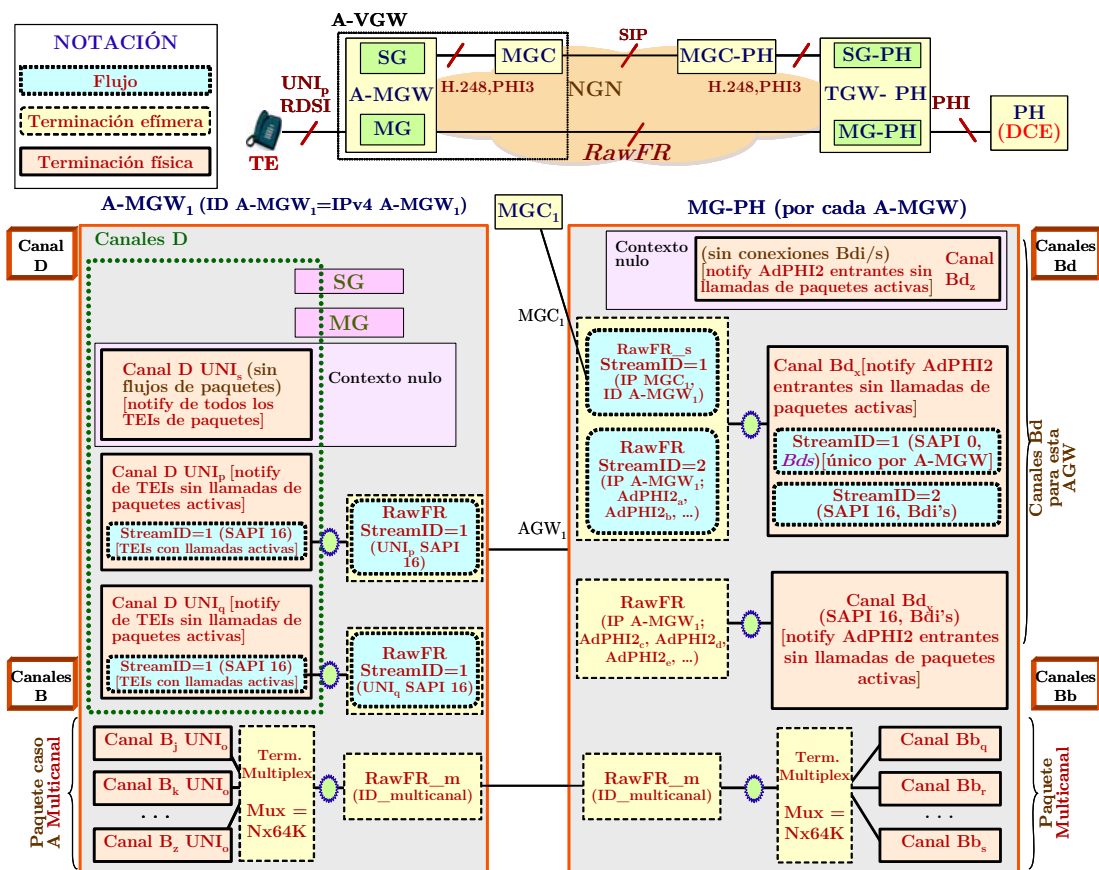 NOTACIÓN
Flujo
Terminación efímera
Terminación física
A-VGW
SG
MGC
SIP
MGC-PH
SG-PH
UNIp
RDSI
A-MGW
H.248,PHI3
NGN
H.248,PHI3
TGW- PH
PHI
PH
(DCE)
MG
MG-PH
TE
RawFR
A-MGW1 (ID A-MGW1=IPv4 A-MGW1)
MGC1
MG-PH (por cada A-MGW)
Canal
D
Canales D
SG
MG
MGC1
Canal D UNIs (sin
flujos de paquetes)
[notify de todos los
TEIs de paquetes]
Contexto nulo
Canal D UNIp [notify
de TEIs sin llamadas de
paquetes activas]
StreamID=1 (SAPI 16)
[TEIs con llamadas activas]
RawFR
StreamID=1
(UNIp SAPI
16)
AGW1
Canal D UNIq [notify
de TEIs sin llamadas de
paquetes activas]
StreamID=1 (SAPI 16)
[TEIs con llamadas activas]
RawFR
StreamID=1
(UNIq SAPI 16)
Canales
B
Paquete caso
A Multicanal
Canal Bj UNIo
Canal Bk UNIo
. . .
Canal Bz UNIo
Term.
Multiplex
Mux =
Nx64K
RawFR_m
(ID_multicanal)
Contexto
nulo
(sin conexiones Bdi/s)
[notify AdPHI2 entrantes sin
llamadas de paquetes activas]
Canal
Bdz
Canales
Bd
RawFR_s
StreamID=1
(IP MGC1,
ID A-MGW1)
RawFR
StreamID=2
(IP A-MGW1;
AdPHI2a,
AdPHI2b, ...)
Canal Bdx[notify AdPHI2
entrantes sin llamadas de
paquetes activas]
StreamID=1 (SAPI 0,
Bds)[único por A-MGW]
StreamID=2
(SAPI 16, Bdi's)
Canales Bd
para esta
AGW
RawFR
(IP A-MGW1;
AdPHI2c, AdPHI2d,
AdPHI2e, ...)
Canal Bdy
(SAPI 16, Bdi's)
[notify AdPHI2 entrantes
sin llamadas de paquetes
activas]
Canales
Bb
RawFR_m
(ID_multicanal)
Term.
Multiplex
Mux =
Nx64K
Canal Bbq
Canal Bbr
. . .
Canal Bbs
Paquete
Multicanal